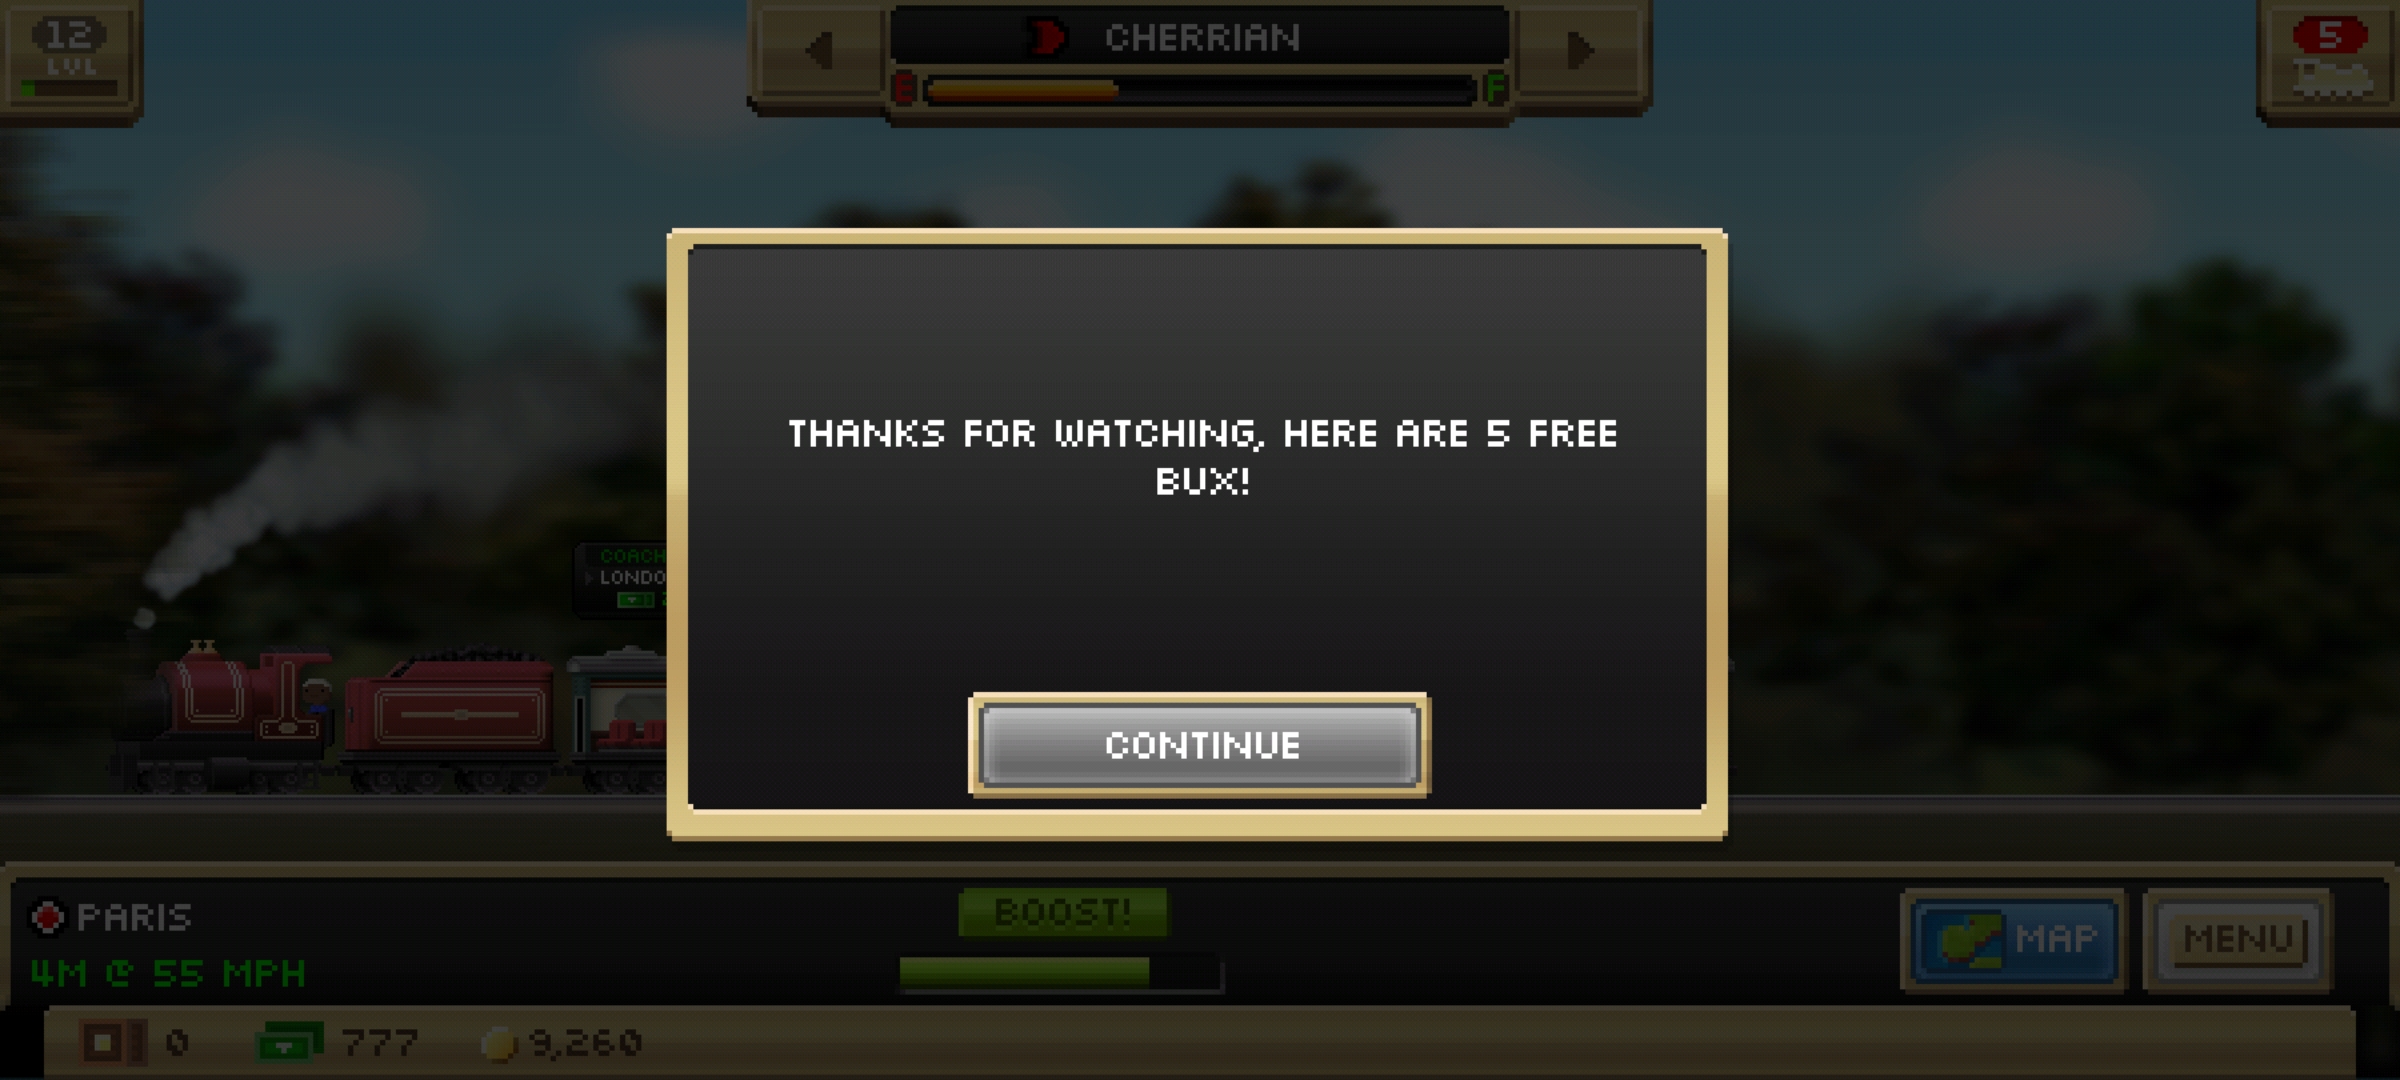 12
LVL
CHERRIAN
E
F
5
THANKS FOR WATCHING, HERE ARE 5 FREE
BUX!
COACH
LONDO
CONTINUE
PARIS
4M @ 55 MPH
BOOST!
MAP
MENU
0
777
9,260